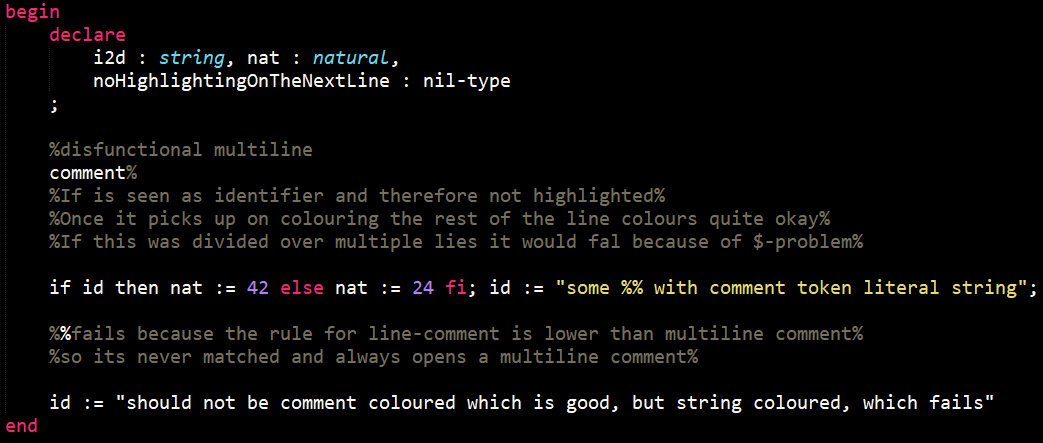 begin
declare
i2d : string, nat : natural,
noHighlightingOnTheNextLine : nil-type
;
%disfunctional multiline
comment%
%If is seen as identifier and therefore not highlighted%
%Once it picks up on colouring the rest of the line colours quite okay%
%If this was divided over multiple lies it would fal because of $-problem%
if id then nat := 42 else nat := 24 fi; id := "some %% with comment token literal string";
%%fails because the rule for line-comment is lower than multiline comment%
%so its never matched and always opens a multiline comment%
id := "should not be comment coloured which is good, but string coloured, which fails"
end